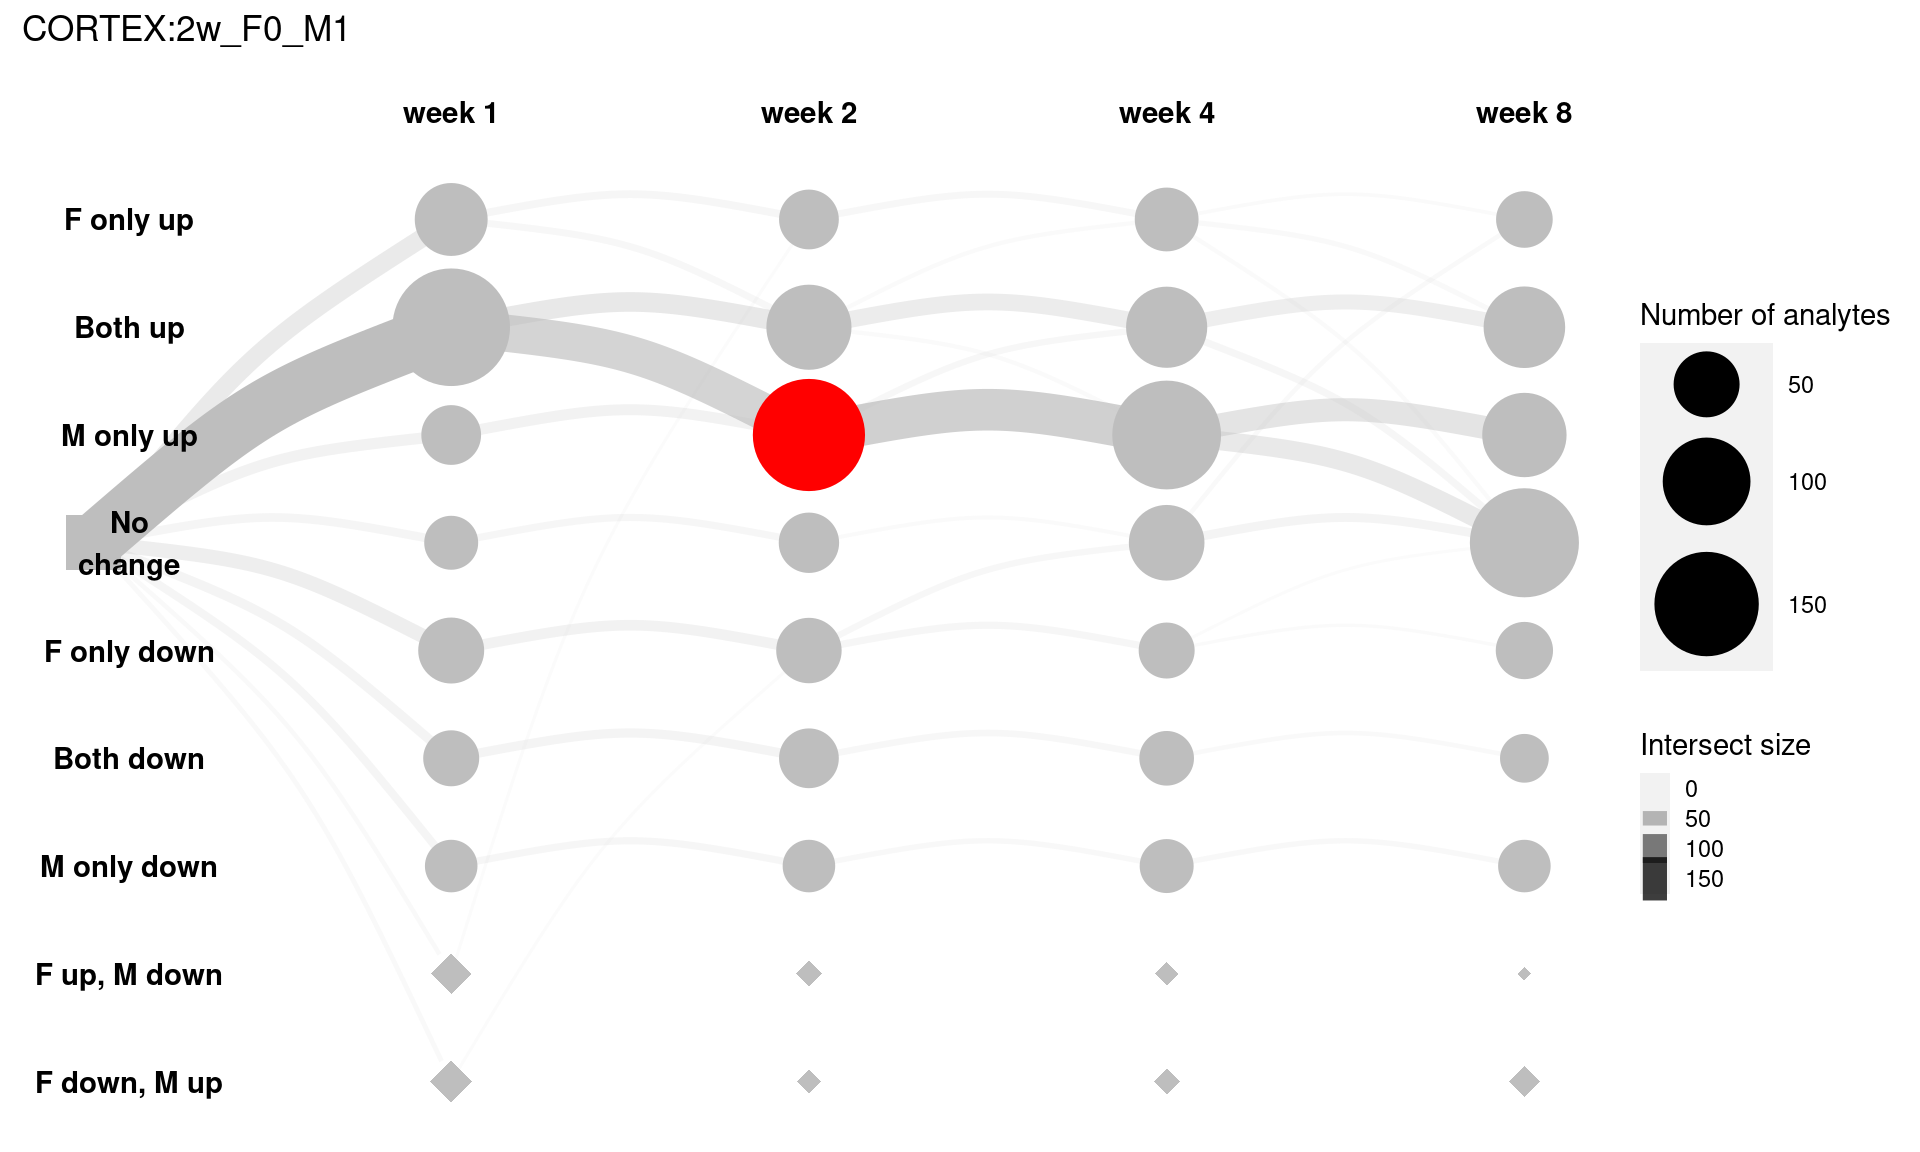 CORTEX:2w_F0_M1
week 1
week 2
week 4
week 8
F only up
Both up
M only up
No
change
F only down
Both down
M only down
F up, M down
F down, M up
Number of analytes
50
100
150
Intersect size
0
50
100
150